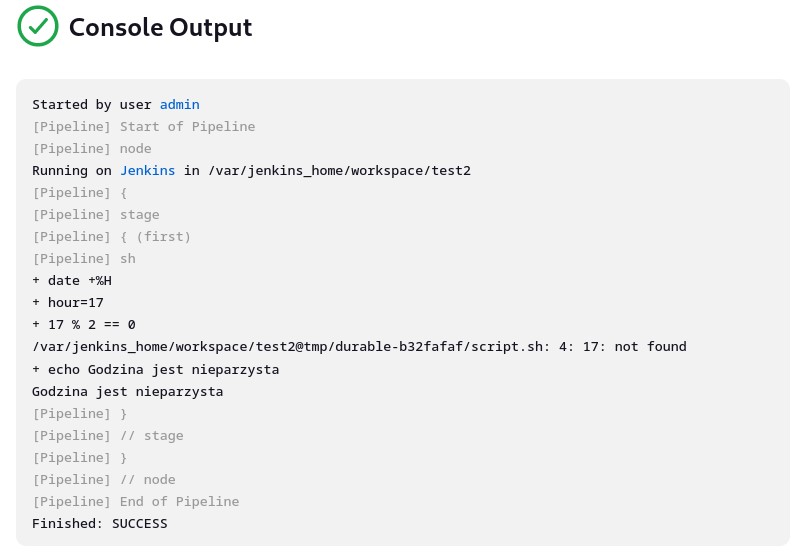 Console Output
Started by user admin
[Pipeline] Start of Pipeline
[Pipeline] node
Running on Jenkins in /var/jenkins_home/workspace/test2
[Pipeline] {
[Pipeline] stage
[Pipeline] { (first)
[Pipeline] sh
+ date +%H
+ hour=17
+ 17 % 2 == 0
/var/jenkins_home/workspace/test2@tmp/durable-b32fafaf/script.sh: 4: 17: not found
+ echo Godzina jest nieparzysta
Godzina jest nieparzysta
[Pipeline] }
[Pipeline] // stage
[Pipeline] }
[Pipeline] // node
[Pipeline] End of Pipeline
Finished: SUCCESS